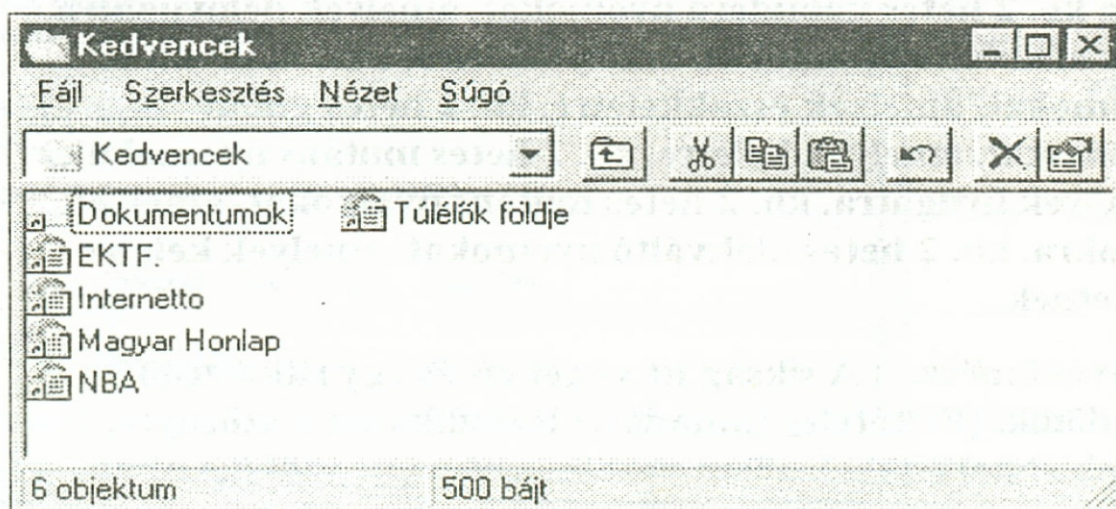 Kedvencek
Fájl Szerkesztés Nézet Súgó
Kedvencek
Dokumentumok Túlélők földje
EKTF.
Internetto
Magyar Honlap
NBA
6 objektum 500 bájt